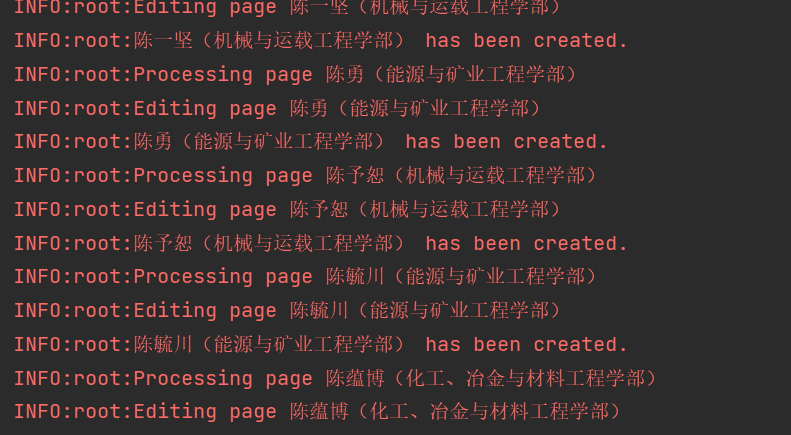 INFO:root:Editing page 陈一坚（机械与运载工程学部）
INFO:root:陈一坚（机械与运载工程学部） has been created.
INFO:root:Processing page 陈勇（能源与矿业工程学部）
INFO:root:Editing page 陈勇（能源与矿业工程学部）
INFO:root:陈勇（能源与矿业工程学部） has been created.
INFO:root:Processing page 陈予恕（机械与运载工程学部）
INFO:root:Editing page 陈予恕（机械与运载工程学部）
INFO:root:陈予恕（机械与运载工程学部） has been created.
INFO:root:Processing page 陈毓川（能源与矿业工程学部）
INFO:root:Editing page 陈毓川（能源与矿业工程学部）
INFO:root:陈毓川（能源与矿业工程学部） has been created.
INFO:root:Processing page 陈蕴博（化工、冶金与材料工程学部）
INFO:root:Editing page 陈蕴博（化工、冶金与材料工程学部）